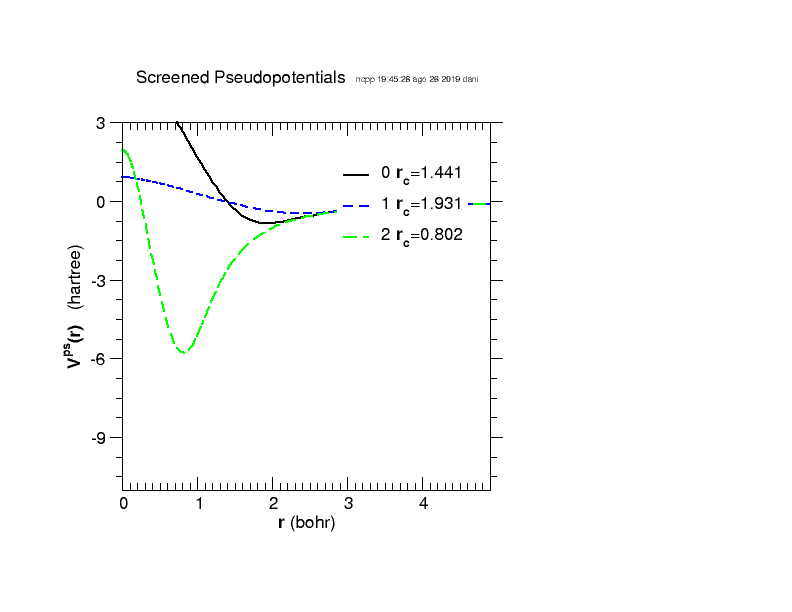 Screened Pseudopotentials ncpp 19:45:26 ago 26 2019 dani
3
0
-3
-6
-9
V^ps(r) (hartree)
0 r_c=1.441
1 r_c=1.931
2 r_c=0.802
0 1 2 3 4
r (bohr)